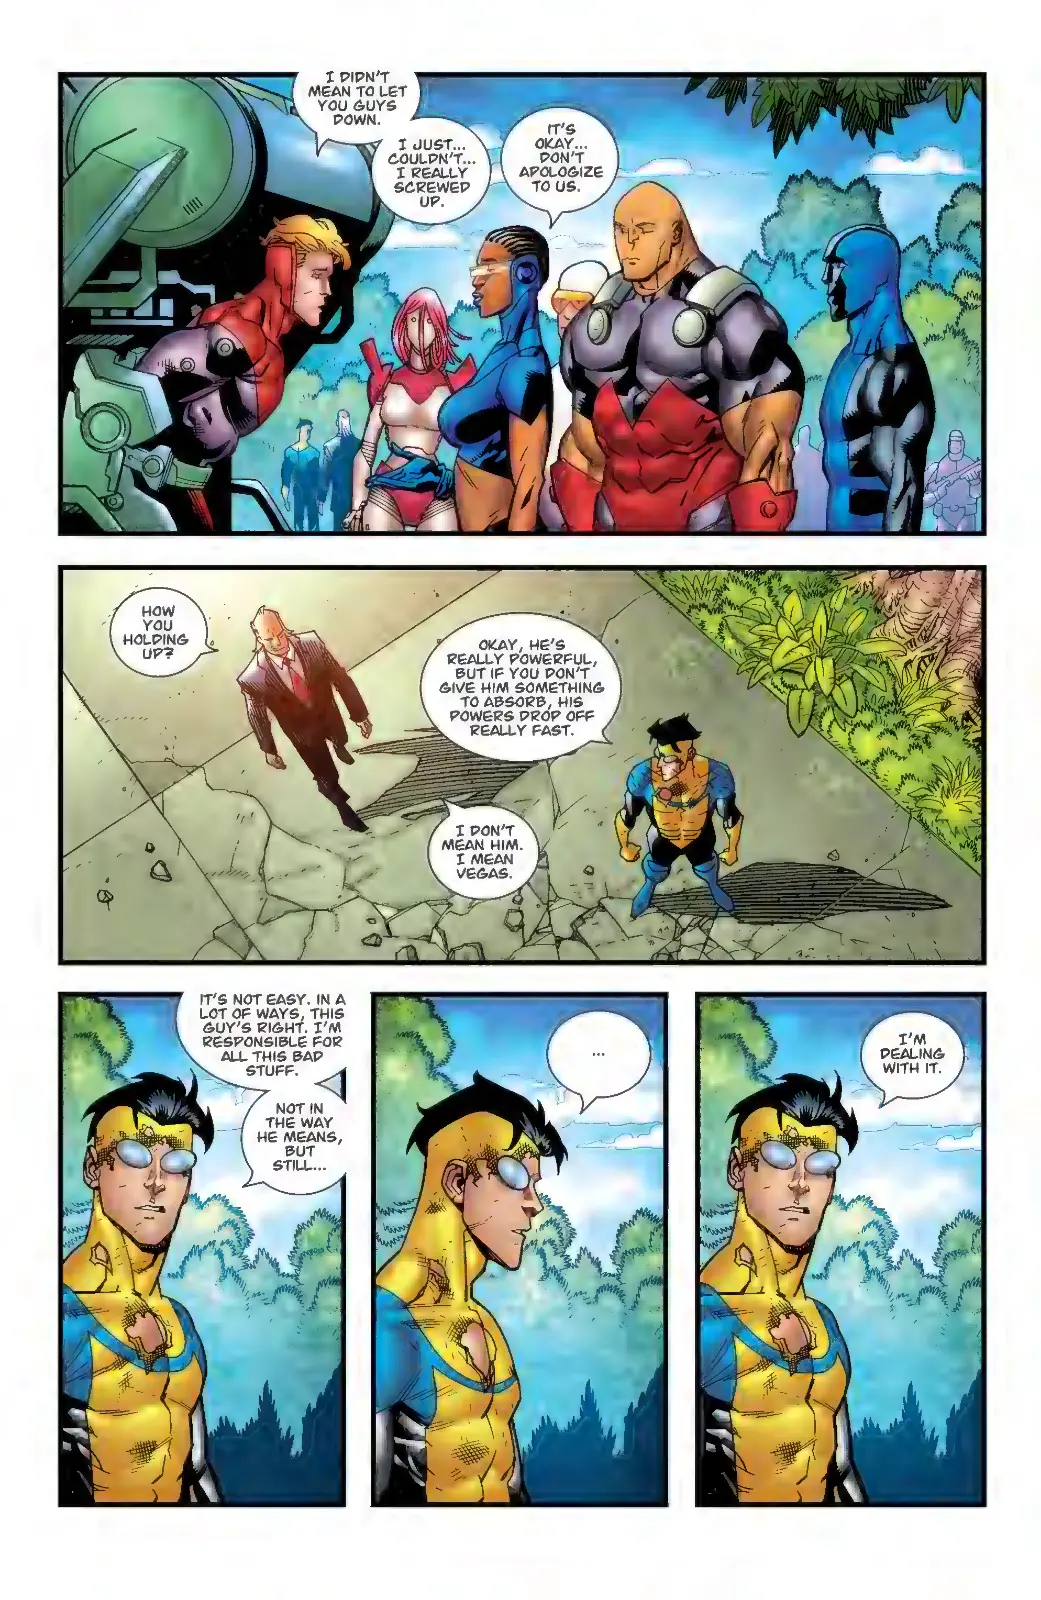 I DIDN'T
MEAN TO LET
YOU GUYS
DOWN.
I JUST...
COULDN'T...
I REALLY
SCREWED
UP.
IT'S
OKAY...
DON'T
APOLOGIZE
TO US.
HOW
YOU
HOLDING
UP?
OKAY, HE'S
REALLY POWERFUL,
BUT IF YOU DON'T
GIVE HIM SOMETHING
TO ABSORB, HIS
POWERS DROP OFF
REALLY FAST.
I DON'T
MEAN HIM.
I MEAN
VEGAS.
IT'S NOT EASY. IN A
LOT OF WAYS, THIS
GUY'S RIGHT. I'M
RESPONSIBLE FOR
ALL THIS BAD
STUFF.
NOT IN
THE WAY
HE MEANS,
BUT
STILL...
...
I'M
DEALING
WITH IT.